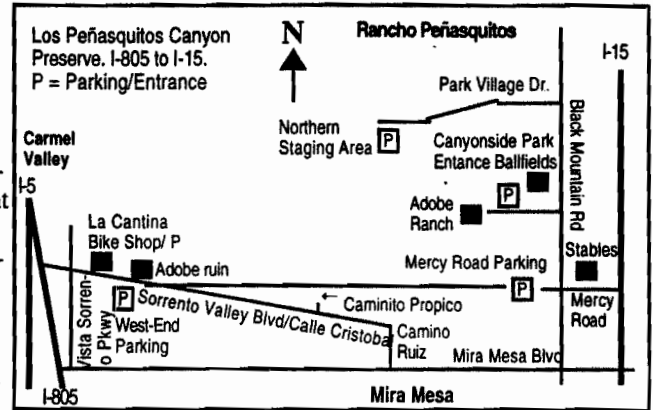 Los Peñasquitos Canyon
Preserve. I-805 to I-15.
P = Parking/Entrance
N
Rancho Peñasquitos
I-15
Park Village Dr.
Northern
Staging Area
P
Black Mountain Rd
Canyonside Park
Entance Ballfields
P
Adobe
Ranch
Carmel
Valley
I-5
at
La Cantina
Bike Shop/ P
Adobe ruin
Mercy Road Parking
P
Stables
Mercy
Road
Vista Sorren-
o Pkwy
P
West-End
Parking
Sorrento Valley Blvd/Calle Cristobal
← Caminito Propico
Camino
Ruiz
Mira Mesa Blvd
I-805
Mira Mesa